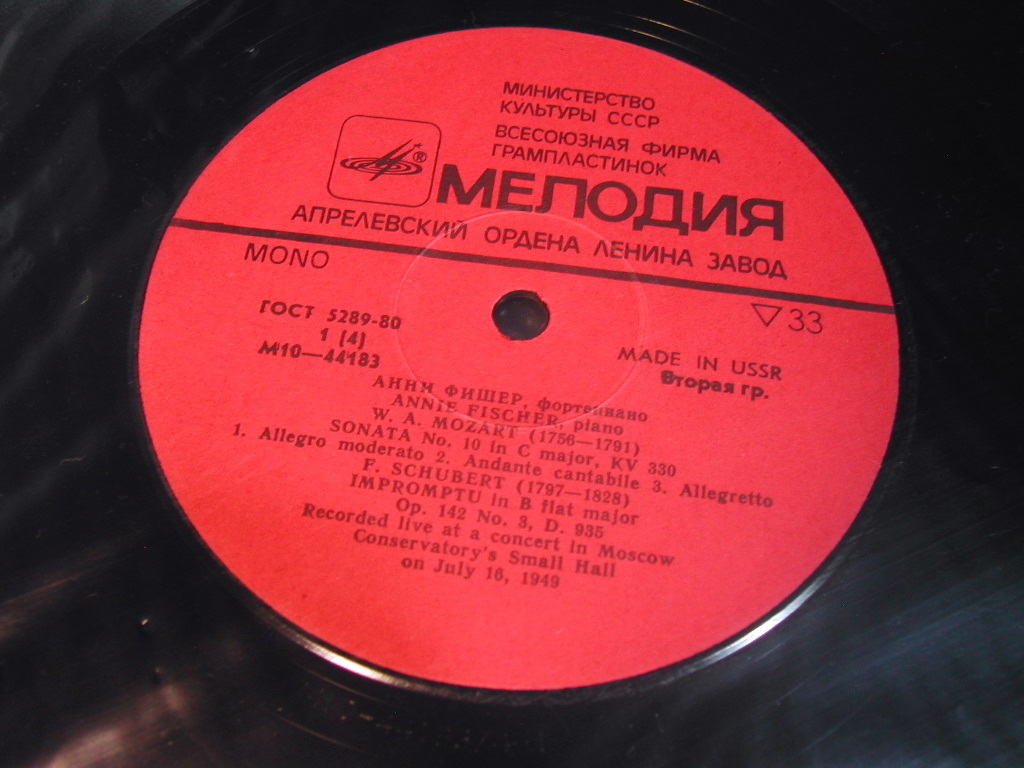 МИНИСТЕРСТВО
КУЛЬТУРЫ СССР
ВСЕСОЮЗНАЯ ФИРМА
ГРАМПЛАСТИНОК
®
МЕЛОДИЯ
АПРЕЛЕВСКИЙ ОРДЕНА ЛЕНИНА ЗАВОД
MONO
▽33
ГОСТ 5289-80
1 (4)
М10—44183
MADE IN USSR
Вторая гр.
АННИ ФИШЕР, фортепиано
ANNIE FISCHER, piano
W. A. MOZART (1756—1791)
SONATA No. 10 in C major, KV 330
1. Allegro moderato 2. Andante cantabile 3. Allegretto
F. SCHUBERT (1797—1828)
IMPROMPTU in B flat major
Op. 142 No. 3, D. 935
Recorded live at a concert in Moscow
Conservatory's Small Hall
on July 16, 1949